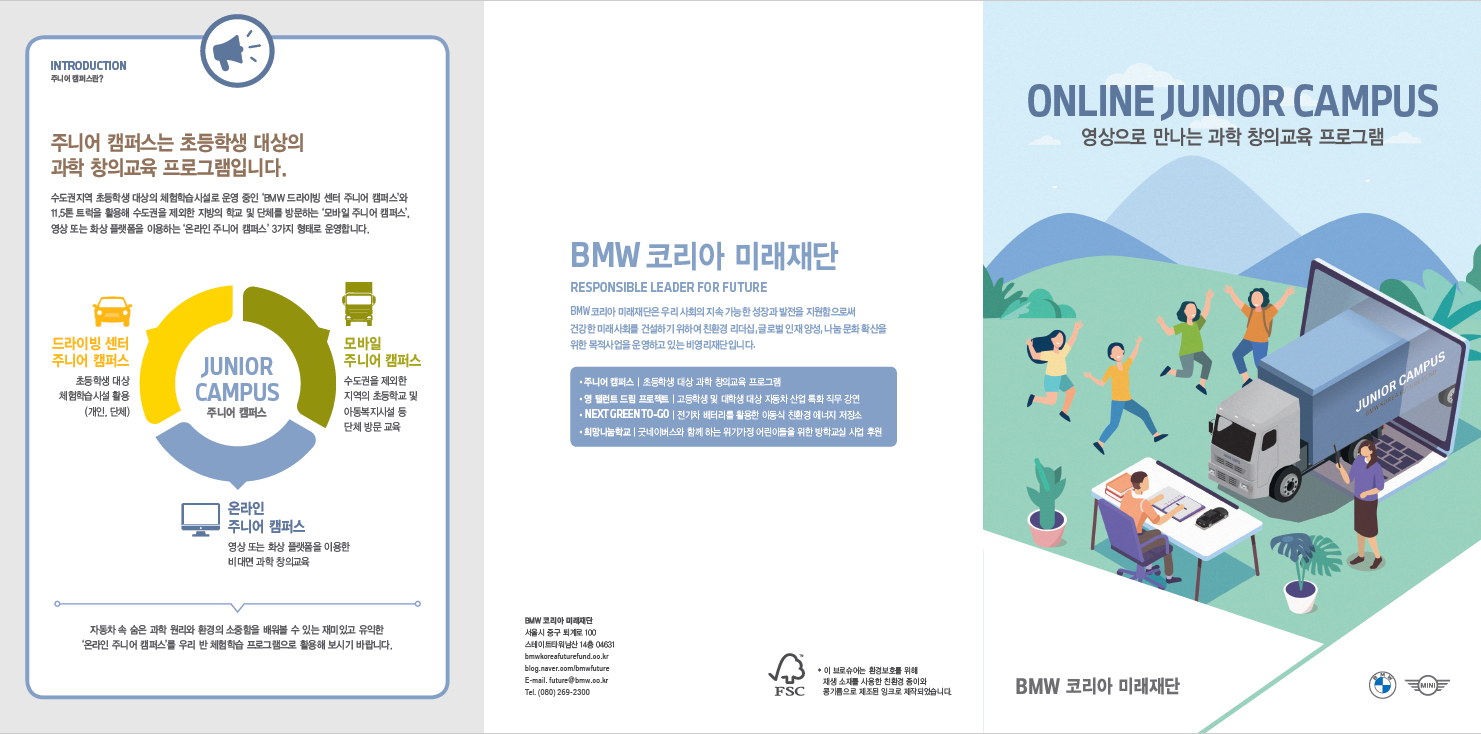 INTRODUCTION
주니어 캠퍼스란?
주니어 캠퍼스는 초등학생 대상의
과학 창의교육 프로그램입니다.
수도권지역 초등학생 대상의 체험학습시설로 운영 중인 'BMW 드라이빙 센터 주니어 캠퍼스'와
11.5톤 트럭을 활용해 수도권을 제외한 지방의 학교 및 단체를 방문하는 '모바일 주니어 캠퍼스',
영상 또는 화상 플랫폼을 이용하는 '온라인 주니어 캠퍼스' 3가지 형태로 운영합니다.
드라이빙 센터
주니어 캠퍼스
초등학생 대상
체험학습시설 활용
(개인, 단체)
JUNIOR
CAMPUS
주니어 캠퍼스
모바일
주니어 캠퍼스
수도권을 제외한
지역의 초등학교 및
아동복지시설 등
단체 방문 교육
온라인
주니어 캠퍼스
영상 또는 화상 플랫폼을 이용한
비대면 과학 창의교육
자동차 속 숨은 과학 원리와 환경의 소중함을 배워볼 수 있는 재미있고 유익한
'온라인 주니어 캠퍼스'를 우리 반 체험학습 프로그램으로 활용해 보시기 바랍니다.
BMW 코리아 미래재단
RESPONSIBLE LEADER FOR FUTURE
BMW 코리아 미래재단은 우리 사회의 지속 가능한 성장과 발전을 지원함으로써
건강한 미래사회를 건설하기 위하여 친환경 리더십, 글로벌 인재 양성, 나눔 문화 확산을
위한 목적사업을 운영하고 있는 비영리재단입니다.
• 주니어 캠퍼스 | 초등학생 대상 과학 창의교육 프로그램
• 영 탤런트 드림 프로젝트 | 고등학생 및 대학생 대상 자동차 산업 특화 직무 강연
• NEXT GREEN TO-GO | 전기차 배터리를 활용한 이동식 친환경 에너지 저장소
• 희망나눔학교 | 굿네이버스와 함께 하는 위기가정 어린이들을 위한 방학교실 사업 후원
BMW 코리아 미래재단
서울시 중구 퇴계로 100
스테이트타워남산 14층 04631
bmwkoreafuturefund.co.kr
blog.naver.com/bmwfuture
E-mail. future@bmw.co.kr
Tel. (080) 269-2300
FSC
* 이 브로슈어는 환경보호를 위해
재생 소재를 사용한 친환경 종이와
콩기름으로 제조된 잉크로 제작되었습니다.
ONLINE JUNIOR CAMPUS
영상으로 만나는 과학 창의교육 프로그램
JUNIOR CAMPUS
BMW 코리아 미래재단
BMW
MINI